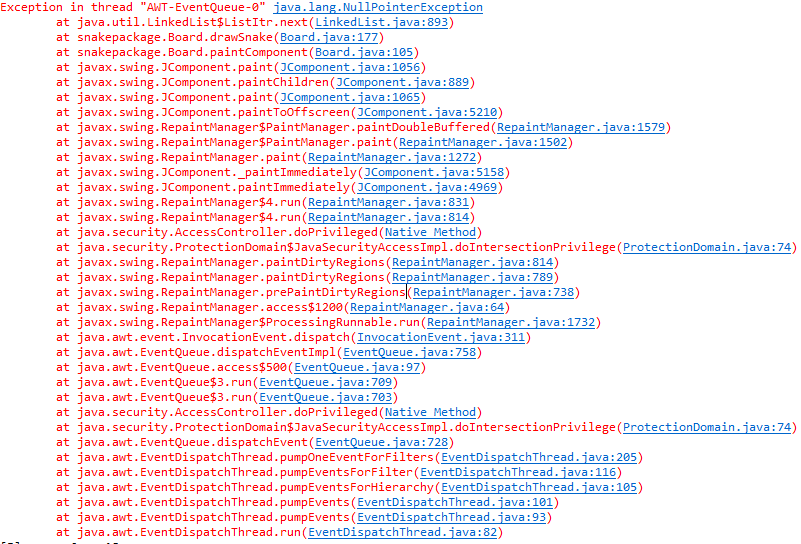 Exception in thread "AWT-EventQueue-0" java.lang.NullPointerException
at java.util.LinkedList$ListItr.next(LinkedList.java:893)
at snakepackage.Board.drawSnake(Board.java:177)
at snakepackage.Board.paintComponent(Board.java:105)
at javax.swing.JComponent.paint(JComponent.java:1056)
at javax.swing.JComponent.paintChildren(JComponent.java:889)
at javax.swing.JComponent.paint(JComponent.java:1065)
at javax.swing.JComponent.paintToOffscreen(JComponent.java:5210)
at javax.swing.RepaintManager$PaintManager.paintDoubleBuffered(RepaintManager.java:1579)
at javax.swing.RepaintManager$PaintManager.paint(RepaintManager.java:1502)
at javax.swing.RepaintManager.paint(RepaintManager.java:1272)
at javax.swing.JComponent._paintImmediately(JComponent.java:5158)
at javax.swing.JComponent.paintImmediately(JComponent.java:4969)
at javax.swing.RepaintManager$4.run(RepaintManager.java:831)
at javax.swing.RepaintManager$4.run(RepaintManager.java:814)
at java.security.AccessController.doPrivileged(Native Method)
at java.security.ProtectionDomain$JavaSecurityAccessImpl.doIntersectionPrivilege(ProtectionDomain.java:74)
at javax.swing.RepaintManager.paintDirtyRegions(RepaintManager.java:814)
at javax.swing.RepaintManager.paintDirtyRegions(RepaintManager.java:789)
at javax.swing.RepaintManager.prePaintDirtyRegions(RepaintManager.java:738)
at javax.swing.RepaintManager.access$1200(RepaintManager.java:64)
at javax.swing.RepaintManager$ProcessingRunnable.run(RepaintManager.java:1732)
at java.awt.event.InvocationEvent.dispatch(InvocationEvent.java:311)
at java.awt.EventQueue.dispatchEventImpl(EventQueue.java:758)
at java.awt.EventQueue.access$500(EventQueue.java:97)
at java.awt.EventQueue$3.run(EventQueue.java:709)
at java.awt.EventQueue$3.run(EventQueue.java:703)
at java.security.AccessController.doPrivileged(Native Method)
at java.security.ProtectionDomain$JavaSecurityAccessImpl.doIntersectionPrivilege(ProtectionDomain.java:74)
at java.awt.EventQueue.dispatchEvent(EventQueue.java:728)
at java.awt.EventDispatchThread.pumpOneEventForFilters(EventDispatchThread.java:205)
at java.awt.EventDispatchThread.pumpEventsForFilter(EventDispatchThread.java:116)
at java.awt.EventDispatchThread.pumpEventsForHierarchy(EventDispatchThread.java:105)
at java.awt.EventDispatchThread.pumpEvents(EventDispatchThread.java:101)
at java.awt.EventDispatchThread.pumpEvents(EventDispatchThread.java:93)
at java.awt.EventDispatchThread.run(EventDispatchThread.java:82)